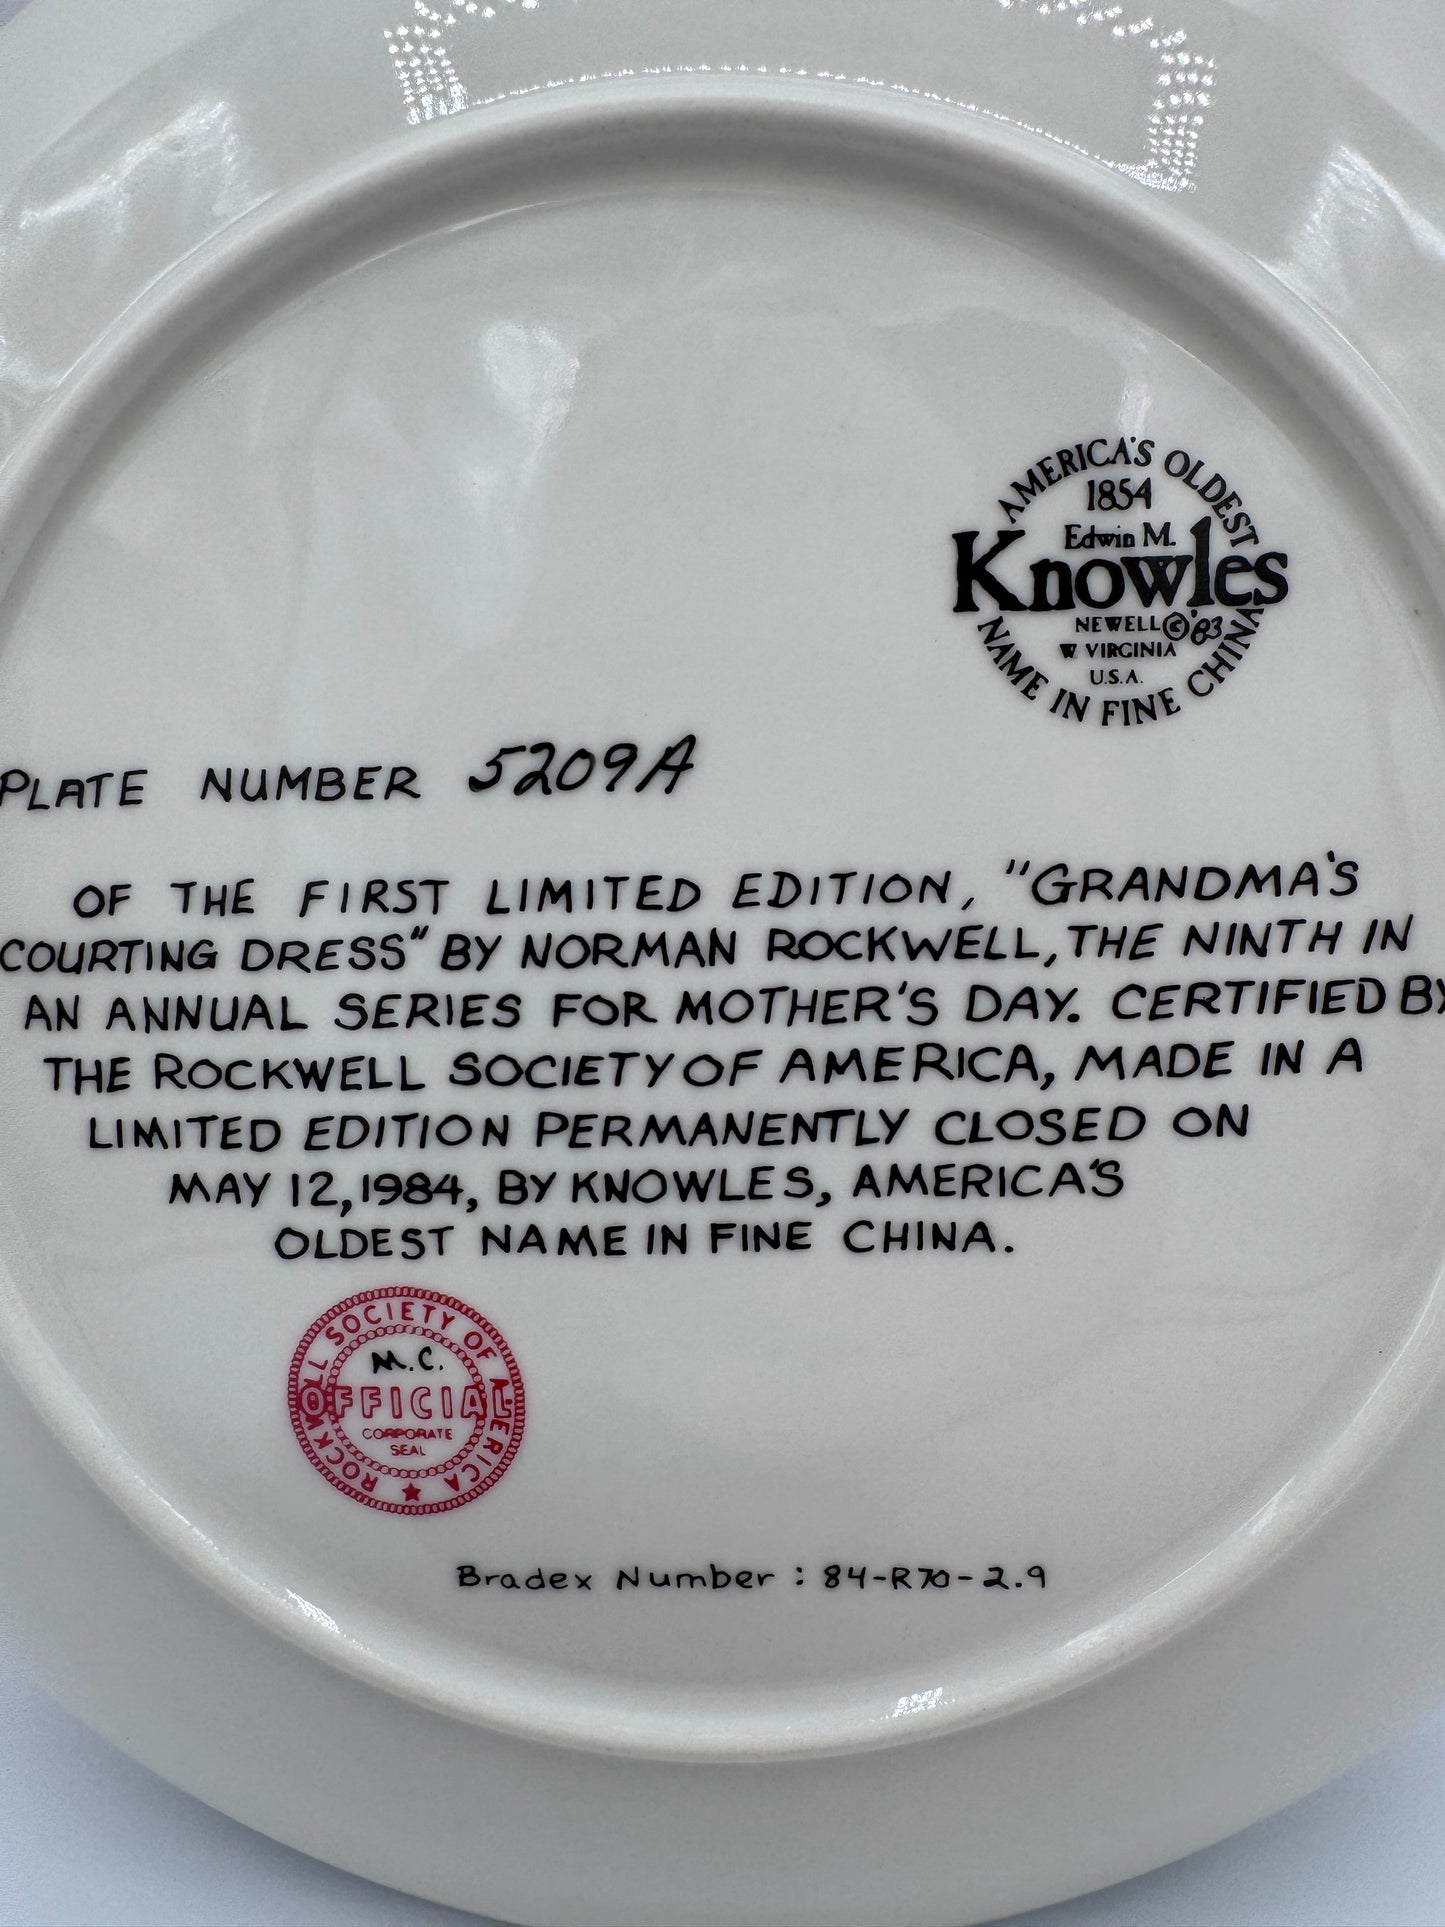 AMERICA'S OLDEST
1854
Edwin M.
Knowles
NEWELL © '83
W VIRGINIA
U.S.A.
NAME IN FINE CHINA
PLATE NUMBER 5209A
OF THE FIRST LIMITED EDITION, "GRANDMA'S
COURTING DRESS" BY NORMAN ROCKWELL, THE NINTH IN
AN ANNUAL SERIES FOR MOTHER'S DAY. CERTIFIED BY
THE ROCKWELL SOCIETY OF AMERICA, MADE IN A
LIMITED EDITION PERMANENTLY CLOSED ON
MAY 12, 1984, BY KNOWLES, AMERICA'S
OLDEST NAME IN FINE CHINA.
ROCKWELL SOCIETY OF AMERICA
M.C.
OFFICIAL
CORPORATE
SEAL
Bradex Number : 84-R70-2.9